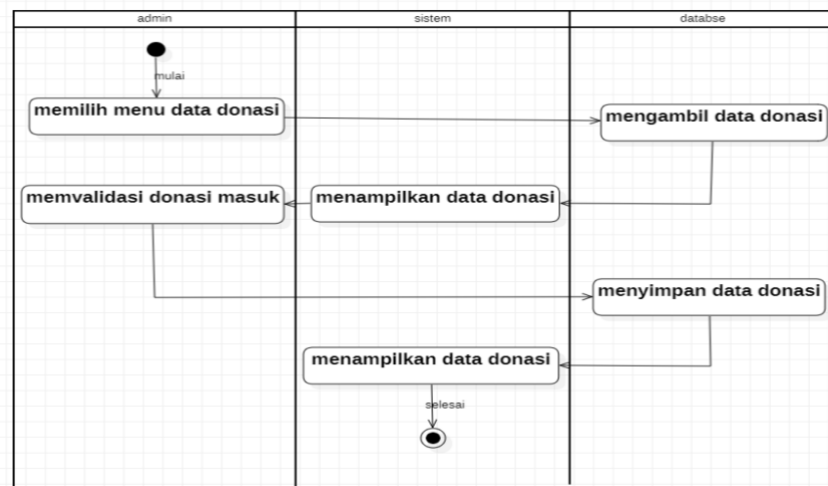 admin
sistem
databse
mulai
memilih menu data donasi
mengambil data donasi
memvalidasi donasi masuk
menampilkan data donasi
menyimpan data donasi
menampilkan data donasi
selesai